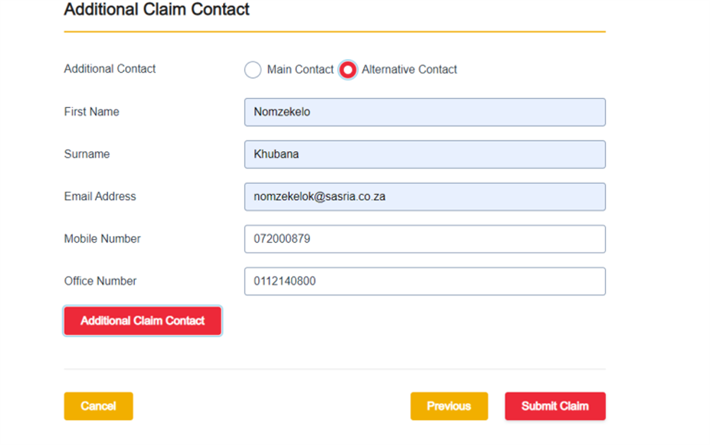 Additional Claim Contact
Additional Contact Main Contact Alternative Contact
First Name Nomzekelo
Surname Khubana
Email Address nomzekelok@sasria.co.za
Mobile Number 072000879
Office Number 0112140800
Additional Claim Contact
Cancel Previous Submit Claim